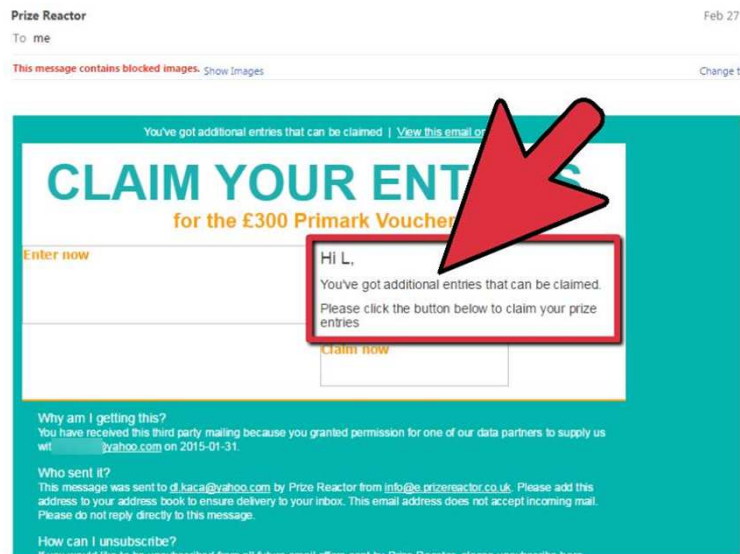 Prize Reactor
Feb 27
To me
This message contains blocked images. Show Images
Change t
You've got additional entries that can be claimed | View this email on
CLAIM YOUR ENT S
for the £300 Primark Voucher
Enter now
Hi L,
You've got additional entries that can be claimed.
Please click the button below to claim your prize
entries
Claim now
Why am I getting this?
You have received this third party mailing because you granted permission for one of our data partners to supply us
wit yahoo.com on 2015-01-31.
Who sent it?
This message was sent to dl.kaca@yahoo.com by Prize Reactor from info@e.prizereactor.co.uk. Please add this
address to your address book to ensure delivery to your inbox. This email address does not accept incoming mail.
Please do not reply directly to this message.
How can I unsubscribe?